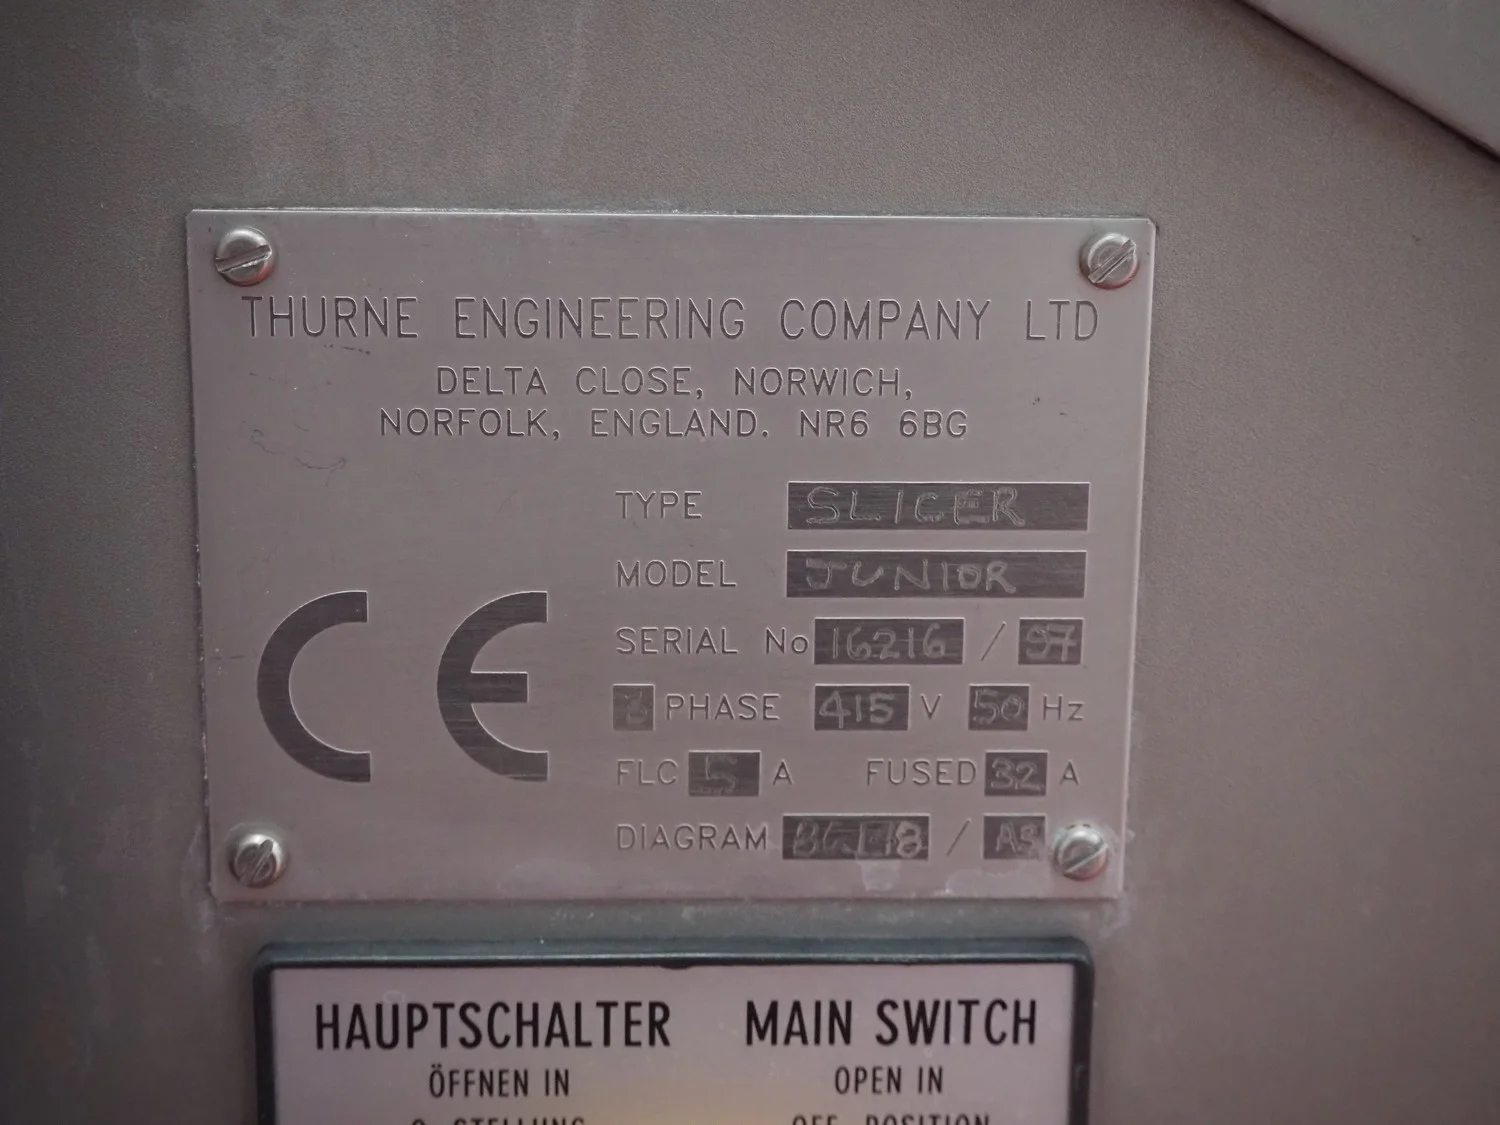 THURNE ENGINEERING COMPANY LTD
DELTA CLOSE, NORWICH,
NORFOLK, ENGLAND. NR6 6BG
TYPE SLICER
MODEL JUNIOR
SERIAL No 16216 / 97
3 PHASE 415 V 50 Hz
FLC 5 A FUSED 32 A
DIAGRAM /
CE
HAUPTSCHALTER
ÖFFNEN IN
MAIN SWITCH
OPEN IN